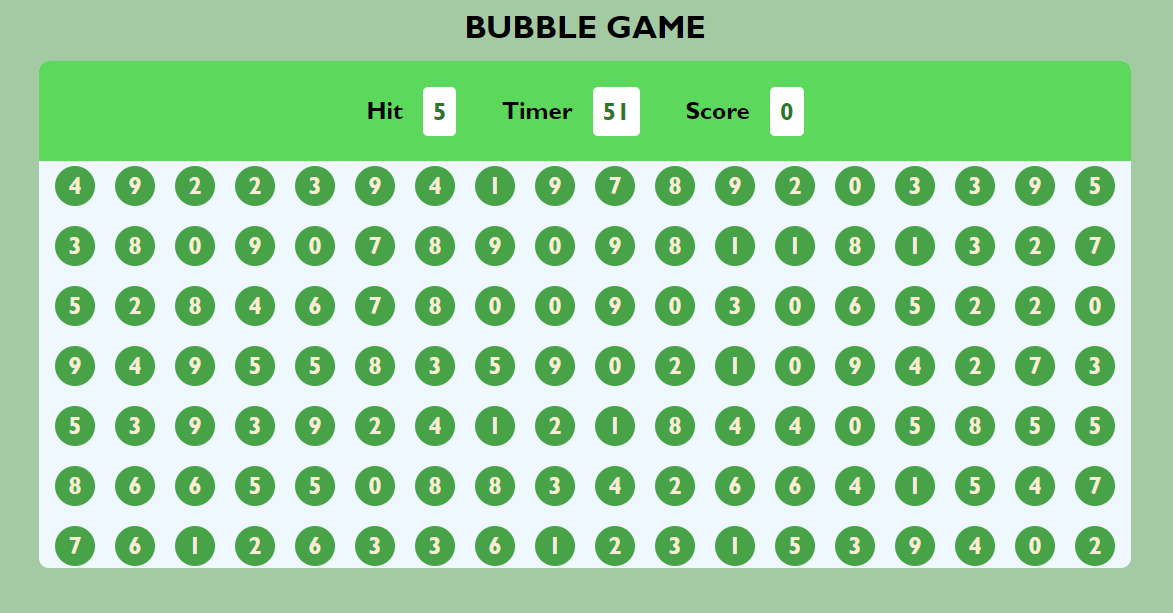 BUBBLE GAME
Hit 5 Timer 51 Score 0
4 9 2 2 3 9 4 1 9 7 8 9 2 0 3 3 9 5
3 8 0 9 0 7 8 9 0 9 8 1 1 8 1 3 2 7
5 2 8 4 6 7 8 0 0 9 0 3 0 6 5 2 2 0
9 4 9 5 5 8 3 5 9 0 2 1 0 9 4 2 7 3
5 3 9 3 9 2 4 1 2 1 8 4 4 0 5 8 5 5
8 6 6 5 5 0 8 8 3 4 2 6 6 4 1 5 4 7
7 6 1 2 6 3 3 6 1 2 3 1 5 3 9 4 0 2